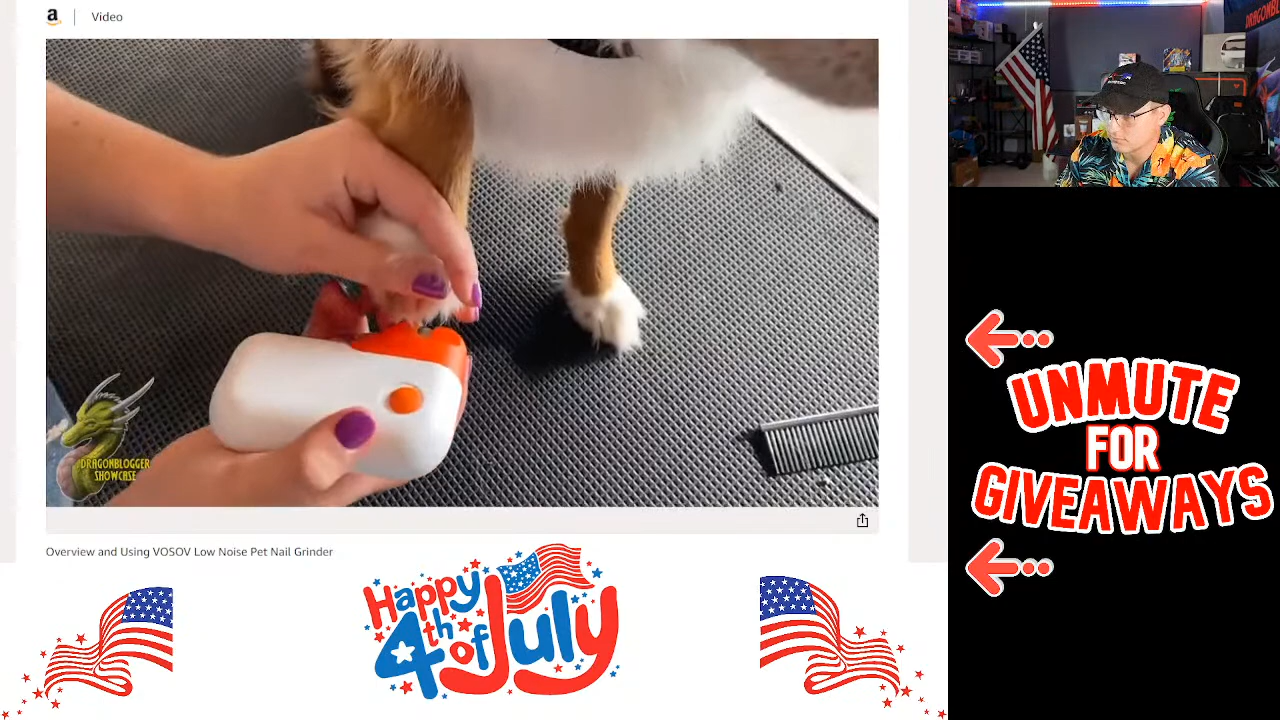 a
Video
DRAGONBLOGGER
SHOWCASE
Overview and Using VOSOV Low Noise Pet Nail Grinder
Happy
4th of July
UNMUTE
FOR
GIVEAWAYS